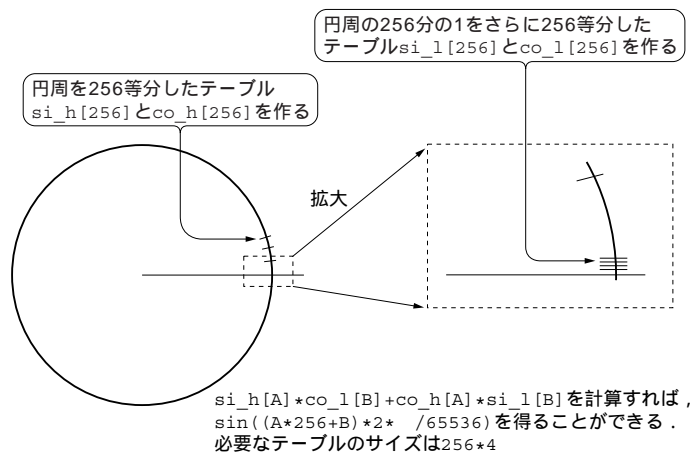 円周の256分の1をさらに256等分した
テーブルsi_l[256]とco_l[256]を作る
円周を256等分したテーブル
si_h[256]とco_h[256]を作る
拡大
si_h[A]*co_l[B]+co_h[A]*si_l[B]を計算すれば，
sin((A*256+B)*2* /65536)を得ることができる．
必要なテーブルのサイズは256*4